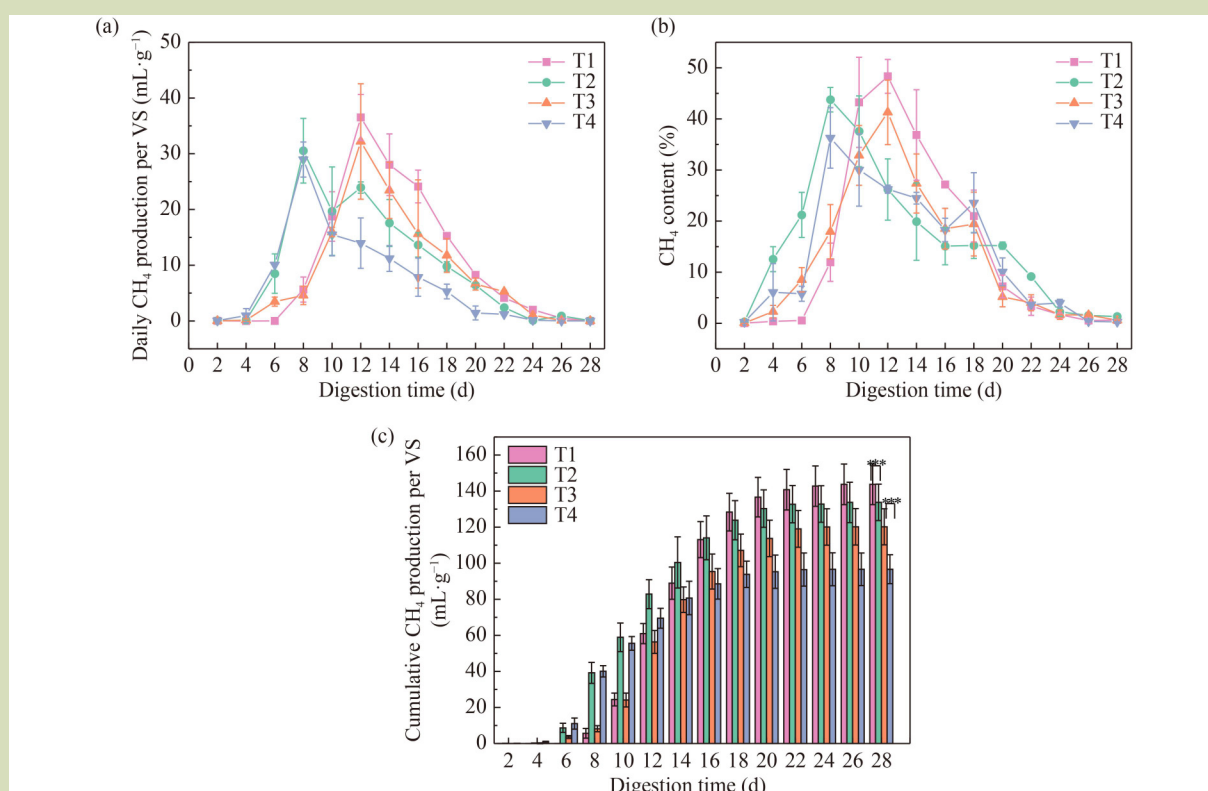 (a)
50
40
30
20
10
0
Daily CH₄ production per VS (mL·g⁻¹)
T1
T2
T3
T4
2 4 6 8 10 12 14 16 18 20 22 24 26 28
Digestion time (d)
(b)
50
40
30
20
10
0
CH₄ content (%)
T1
T2
T3
T4
2 4 6 8 10 12 14 16 18 20 22 24 26 28
Digestion time (d)
(c)
160
140
120
100
80
60
40
20
0
Cumulative CH₄ production per VS
(mL·g⁻¹)
T1
T2
T3
T4
***
***
2 4 6 8 10 12 14 16 18 20 22 24 26 28
Digestion time (d)